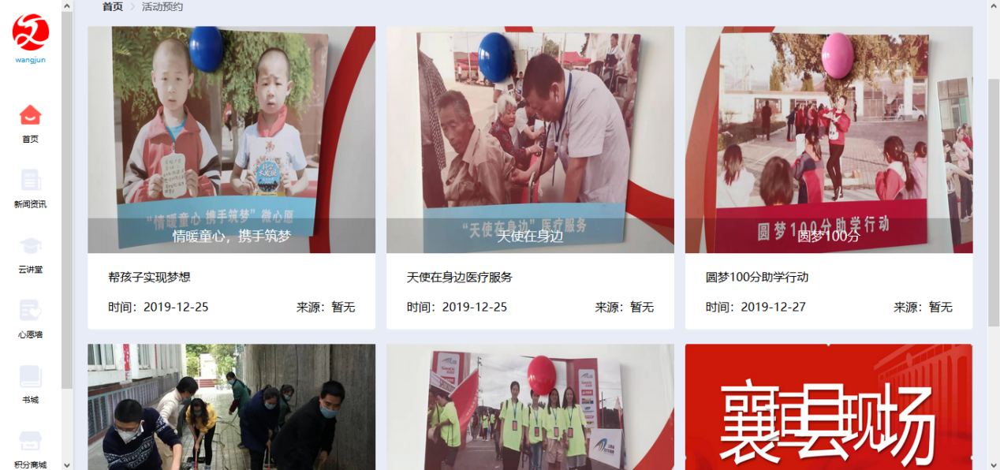 首页 > 活动预约
wangjun
首页
新闻资讯
云讲堂
心愿墙
书城
积分商城
“情暖童心 携手筑梦”微心愿
情暖童心，携手筑梦
帮孩子实现梦想
时间：2019-12-25
来源：暂无
“天使在身边”医疗服务
天使在身边
天使在身边医疗服务
时间：2019-12-25
来源：暂无
圆梦100分助学行动
圆梦100分
圆梦100分助学行动
时间：2019-12-27
来源：暂无
襄垣县现场